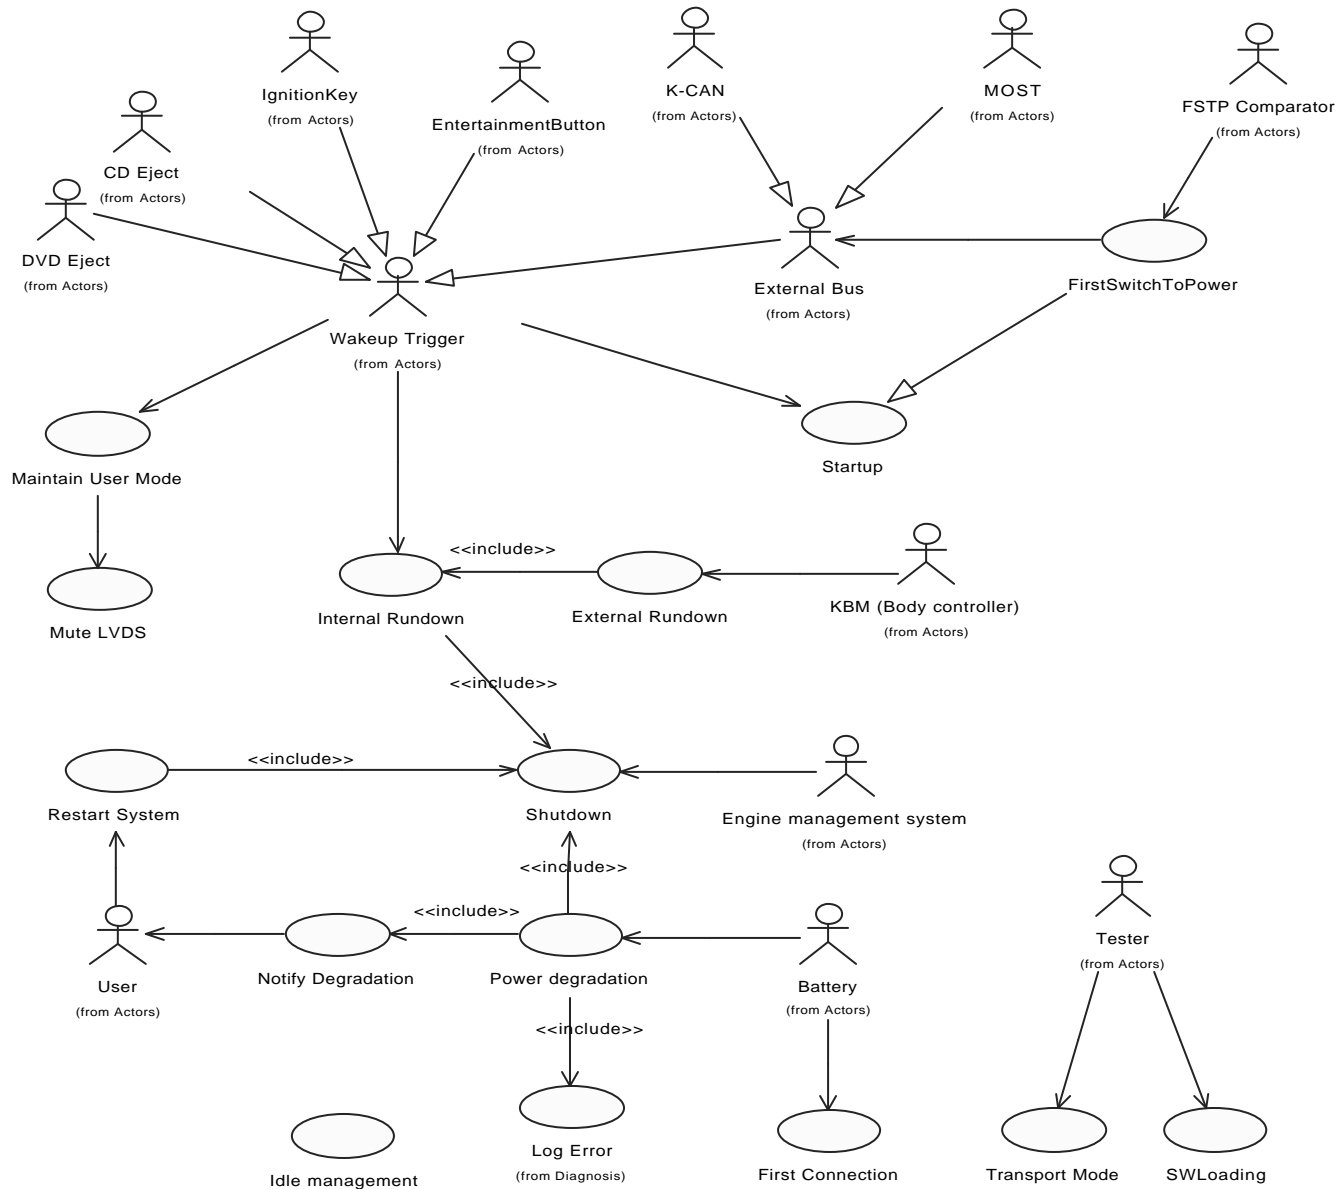 IgnitionKey
(from Actors)
EntertainmentButton
(from Actors)
K-CAN
(from Actors)
MOST
(from Actors)
FSTP Comparator
(from Actors)
CD Eject
(from Actors)
DVD Eject
(from Actors)
External Bus
(from Actors)
FirstSwitchToPower
Wakeup Trigger
(from Actors)
Maintain User Mode
Startup
<<include>>
Mute LVDS
Internal Rundown
External Rundown
KBM (Body controller)
(from Actors)
<<include>>
<<include>>
Restart System
Shutdown
Engine management system
(from Actors)
<<include>>
<<include>>
User
(from Actors)
Notify Degradation
Power degradation
Battery
(from Actors)
Tester
(from Actors)
<<include>>
Idle management
Log Error
(from Diagnosis)
First Connection
Transport Mode
SWLoading